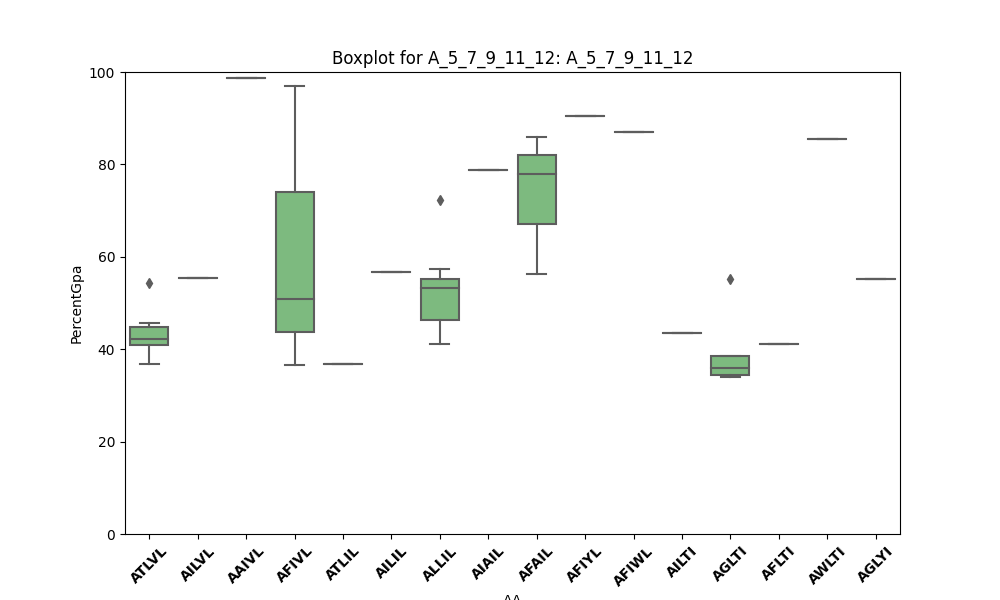 Boxplot for A_5_7_9_11_12: A_5_7_9_11_12
100
80
60
40
20
0
PercentGpa
ATLVL AILVL AAIVL AFIVL ATLIL AILIL ALLIL AIAIL AFAIL AFIYL AFIWL AILTI AGLTI AFLTI AWLTI AGLYI
AA